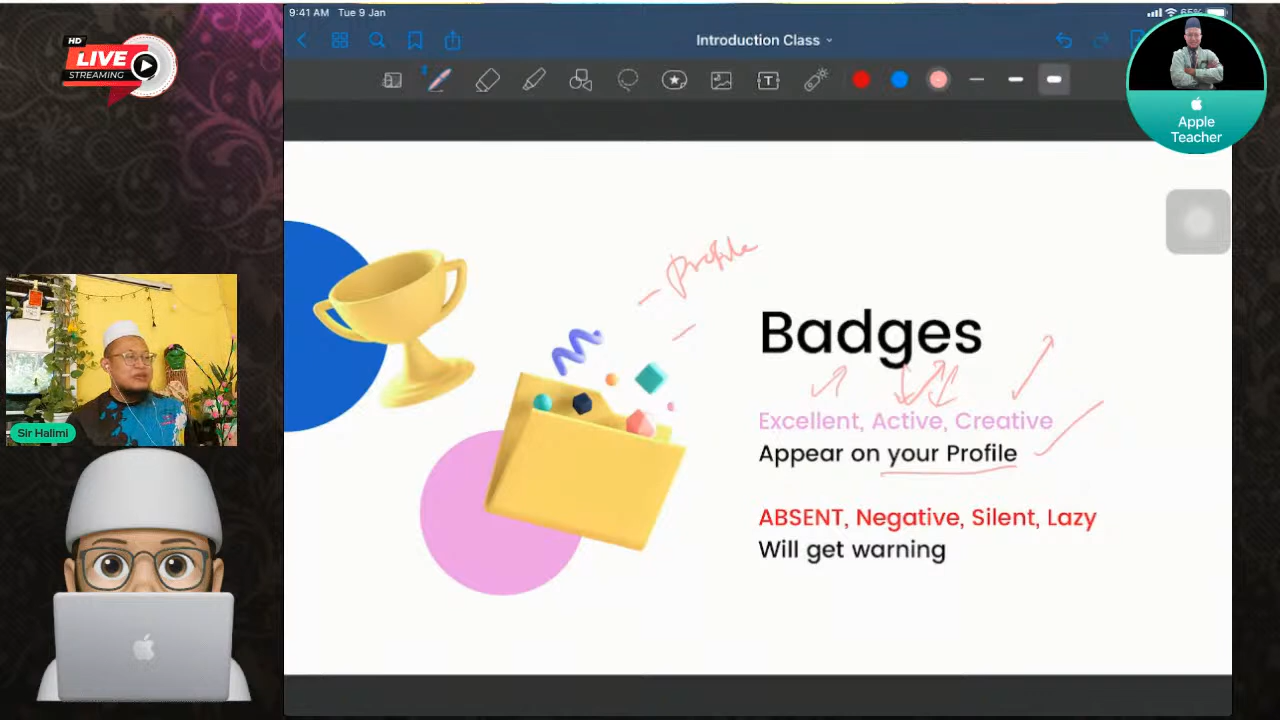 9:41 AM Tue 9 Jan
65%
Introduction Class
HD
LIVE
STREAMING
T
Apple
Teacher
profile
Badges
Excellent, Active, Creative
Appear on your Profile
ABSENT, Negative, Silent, Lazy
Will get warning
Sir Halimi